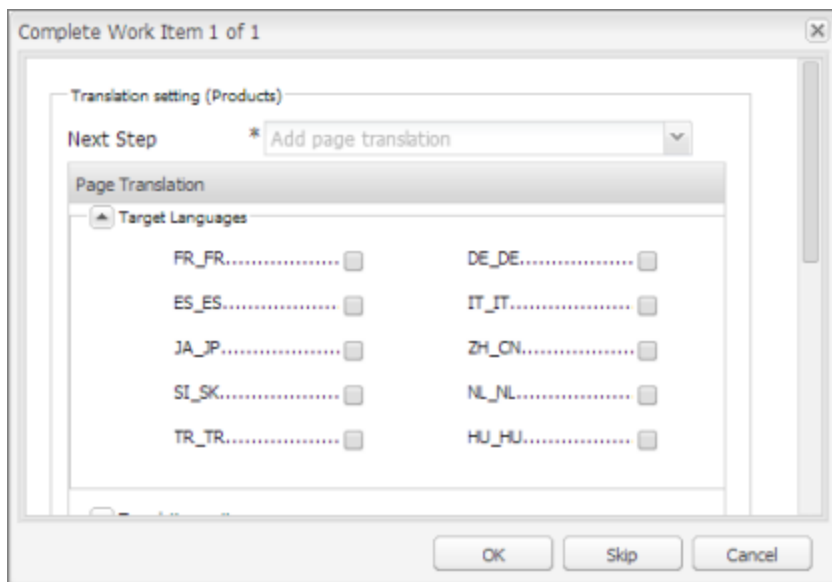 Complete Work Item 1 of 1
Translation setting (Products)
Next Step * Add page translation
Page Translation
Target Languages
FR_FR.................. DE_DE..................
ES_ES.................. IT_IT..................
JA_JP.................. ZH_CN..................
SI_SK.................. NL_NL..................
TR_TR.................. HU_HU..................
OK Skip Cancel